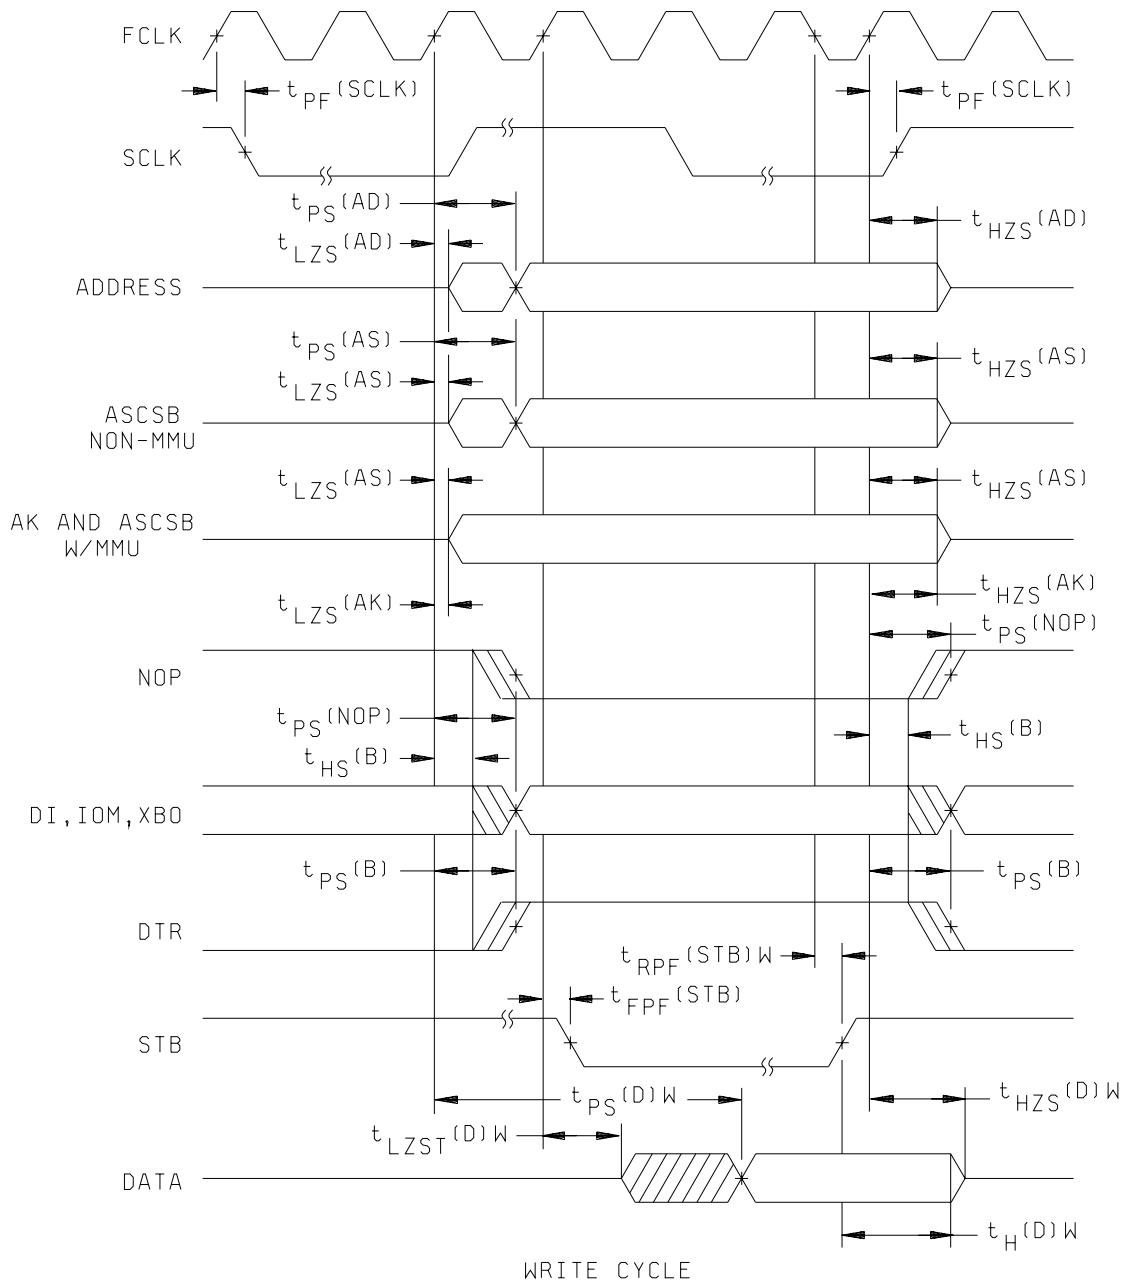 FCLK
tPF(SCLK) tPF(SCLK)
SCLK
tPS(AD)
tHZS(AD)
tLZS(AD)
ADDRESS
tPS(AS)
tHZS(AS)
tLZS(AS)
ASCSB
NON-MMU
tLZS(AS) tHZS(AS)
AK AND ASCSB
W/MMU
tHZS(AK)
tLZS(AK)
tPS(NOP)
NOP
tPS(NOP)
tHS(B)
tHS(B)
DI,IOM,XBO
tPS(B) tPS(B)
DTR
tRPF(STB)W
tFPF(STB)
STB
tPS(D)W tHZS(D)W
tLZST(D)W
DATA
tH(D)W
WRITE CYCLE